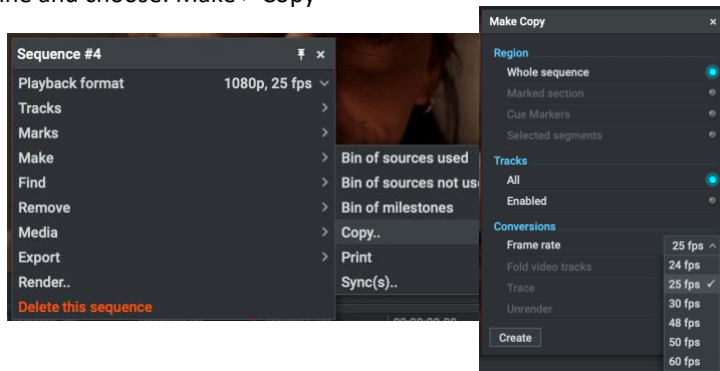 ne and choose: Make > Copy
Sequence #4
Playback format 1080p, 25 fps
Tracks
Marks
Make
Find
Remove
Media
Export
Render..
Delete this sequence
Bin of sources used
Bin of sources not us
Bin of milestones
Copy..
Print
Sync(s)..
Make Copy
Region
Whole sequence
Marked section
Cue Markers
Selected segments
Tracks
All
Enabled
Conversions
Frame rate 25 fps
Fold video tracks
Trace
Unrender
Create
24 fps
25 fps ✓
30 fps
48 fps
50 fps
60 fps